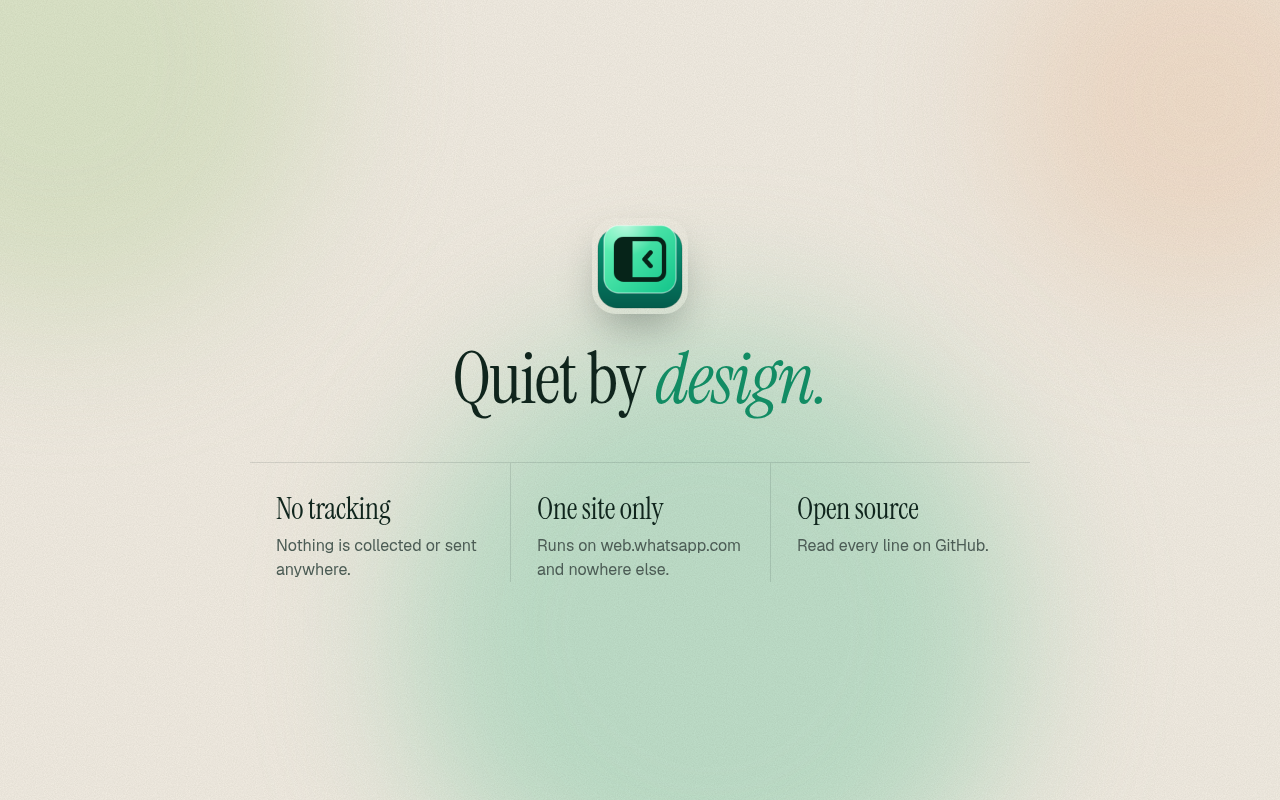 Quiet by design.
No tracking
Nothing is collected or sent
anywhere.
One site only
Runs on web.whatsapp.com
and nowhere else.
Open source
Read every line on GitHub.